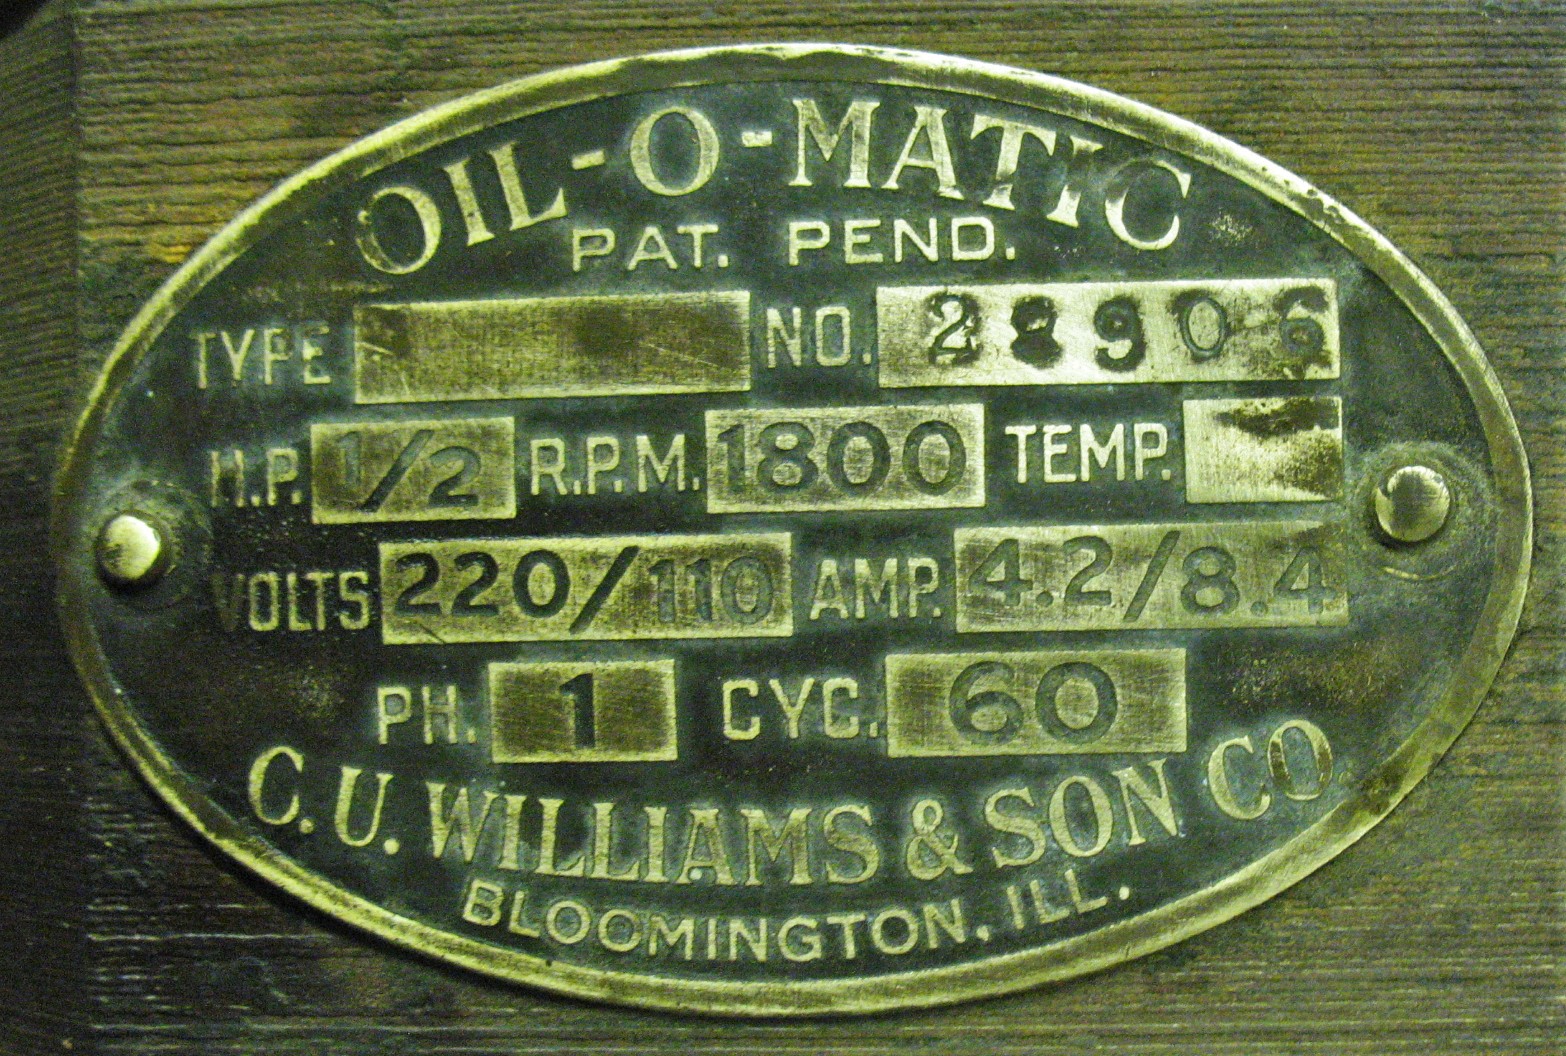 OIL-O-MATIC
PAT. PEND.
TYPE NO. 28906
H.P. 1/2 R.P.M. 1800 TEMP.
VOLTS 220/110 AMP. 4.2/8.4
PH. 1 CYC. 60
C.U. WILLIAMS & SON CO
BLOOMINGTON, ILL.